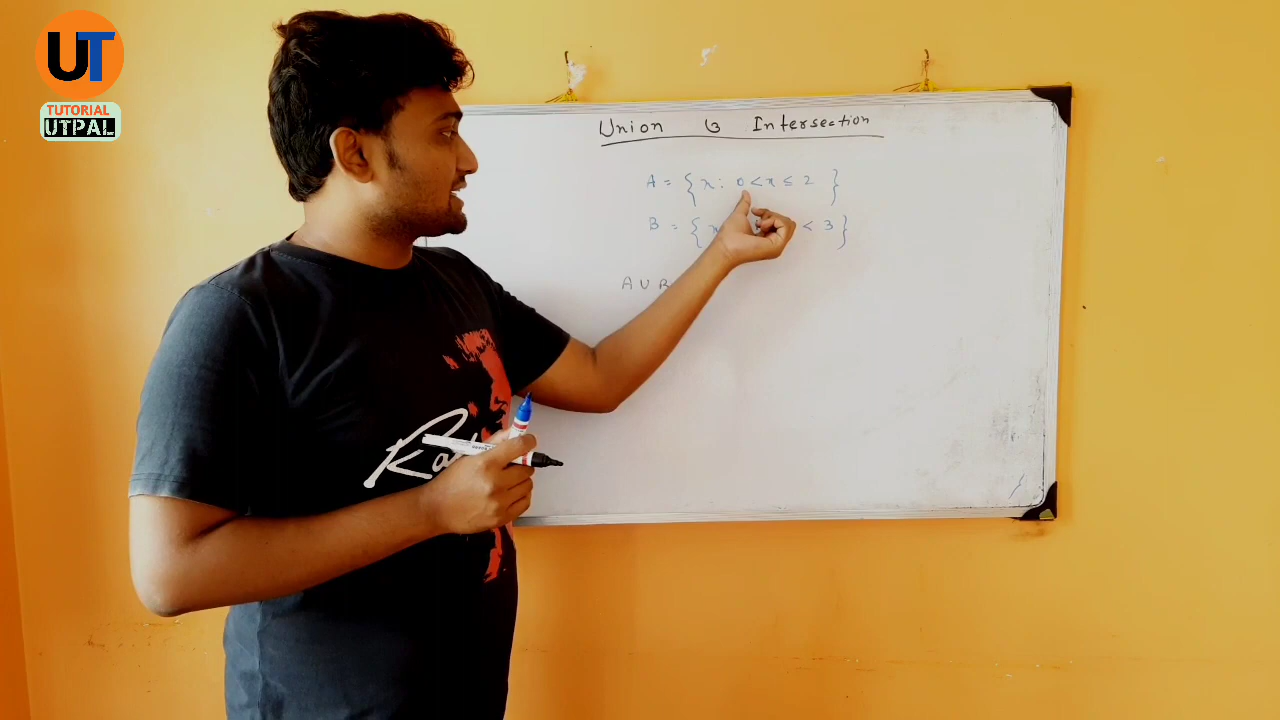 UT
TUTORIAL
UTPAL
Union & Intersection
A = { x : 0 < x ≤ 2 }
B = { x < 3 }
A ∪ B